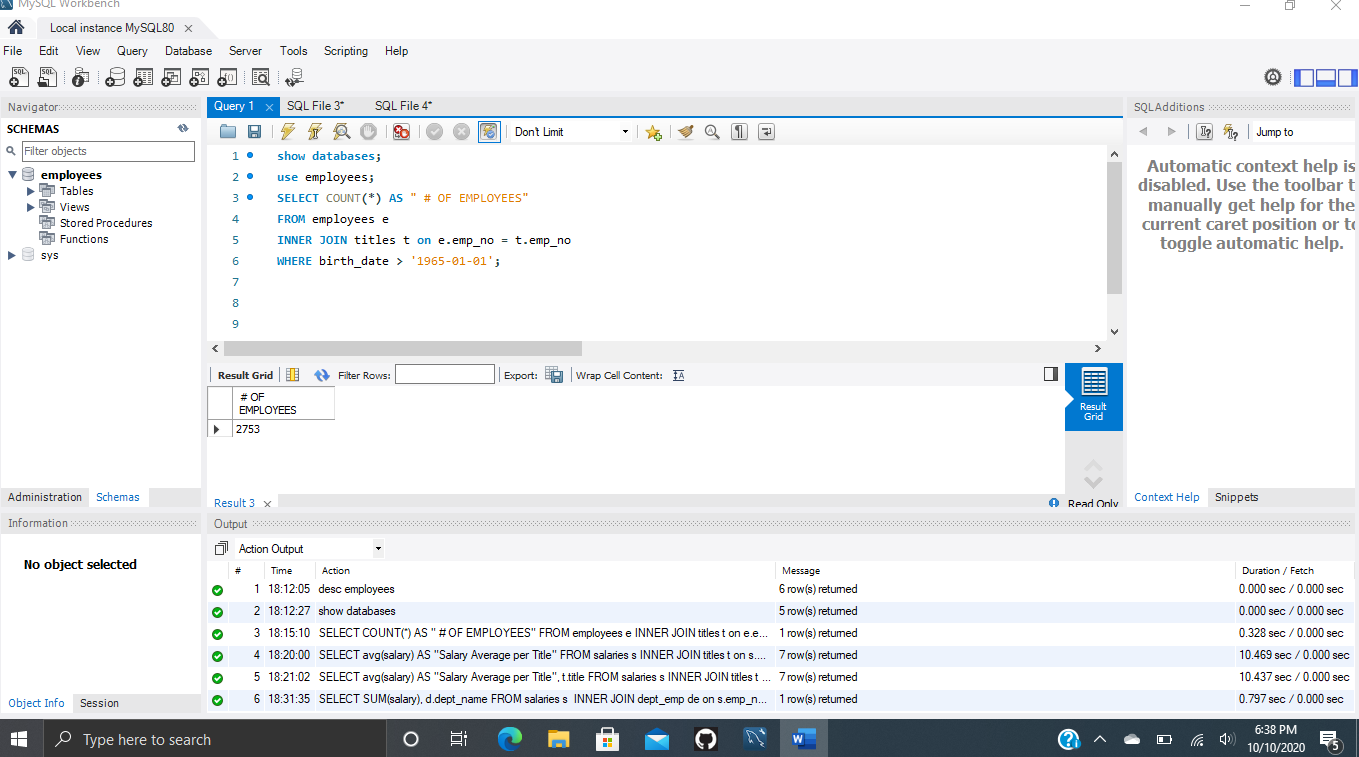 MySQL Workbench
Local instance MySQL80
File Edit View Query Database Server Tools Scripting Help
Navigator
SCHEMAS
Filter objects
employees
Tables
Views
Stored Procedures
Functions
sys
Administration Schemas
Information
No object selected
Object Info Session
Query 1 SQL File 3* SQL File 4*
Don't Limit
1 show databases;
2 use employees;
3 SELECT COUNT(*) AS " # OF EMPLOYEES"
4 FROM employees e
5 INNER JOIN titles t on e.emp_no = t.emp_no
6 WHERE birth_date > '1965-01-01';
7
8
9
Result Grid Filter Rows: Export: Wrap Cell Content:
# OF
EMPLOYEES
2753
Result
Grid
Result 3
Read Only
SQLAdditions
Jump to
Automatic context help is
disabled. Use the toolbar t
manually get help for the
current caret position or to
toggle automatic help.
Context Help Snippets
Output
Action Output
# Time Action Message Duration / Fetch
1 18:12:05 desc employees 6 row(s) returned 0.000 sec / 0.000 sec
2 18:12:27 show databases 5 row(s) returned 0.000 sec / 0.000 sec
3 18:15:10 SELECT COUNT(*) AS " # OF EMPLOYEES" FROM employees e INNER JOIN titles t on e.e... 1 row(s) returned 0.328 sec / 0.000 sec
4 18:20:00 SELECT avg(salary) AS "Salary Average per Title" FROM salaries s INNER JOIN titles t on s.... 7 row(s) returned 10.469 sec / 0.000 sec
5 18:21:02 SELECT avg(salary) AS "Salary Average per Title", t.title FROM salaries s INNER JOIN titles t ... 7 row(s) returned 10.437 sec / 0.000 sec
6 18:31:35 SELECT SUM(salary), d.dept_name FROM salaries s INNER JOIN dept_emp de on s.emp_n... 1 row(s) returned 0.797 sec / 0.000 sec
Type here to search
6:38 PM
10/10/2020
5